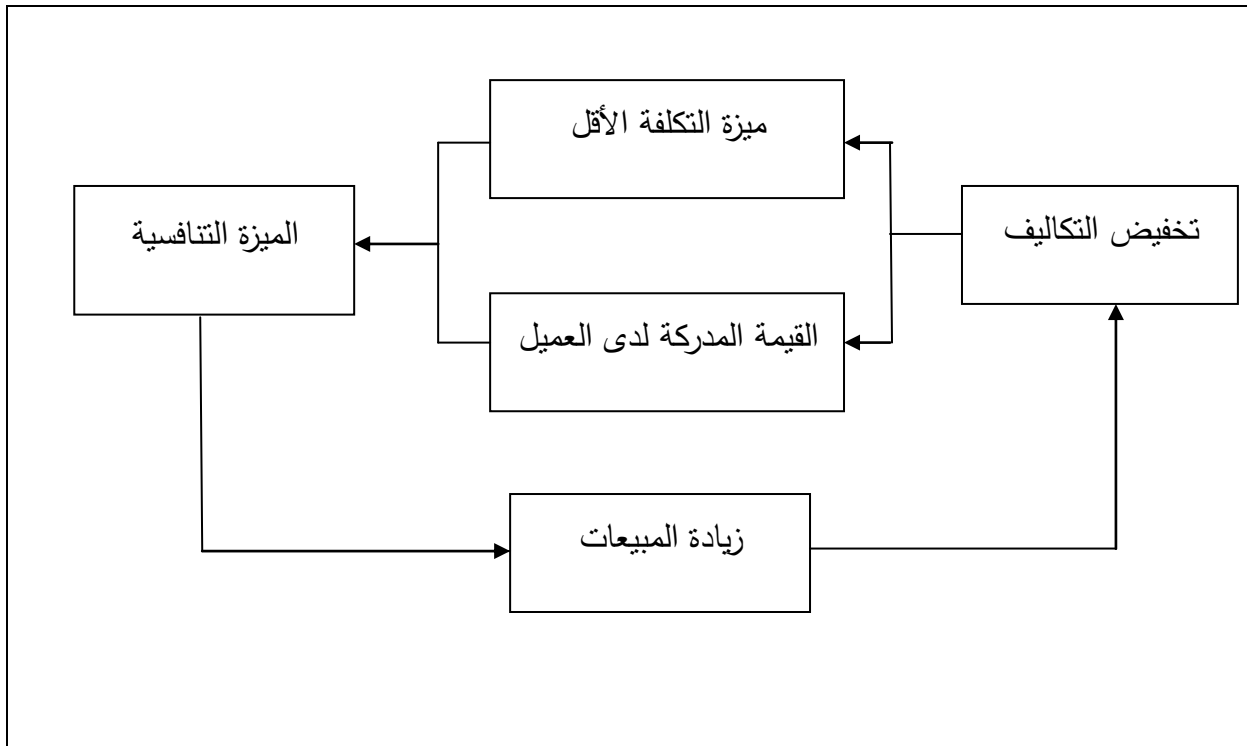 ميزة التكلفة الأقل
تخفيض التكاليف
الميزة التنافسية
القيمة المدركة لدى العميل
زيادة المبيعات